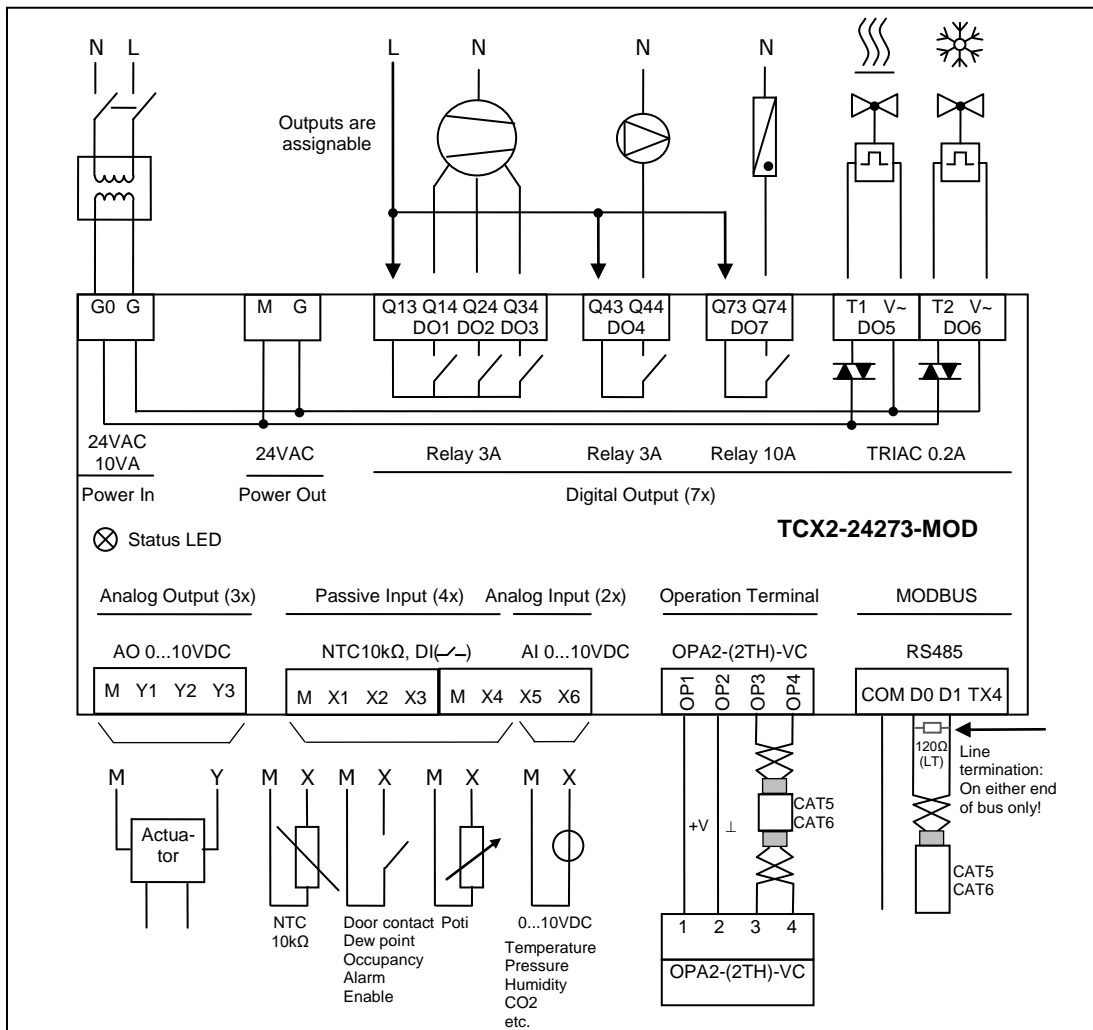 N L
L
N
N
N
Outputs are
assignable
G0 G
M G
Q13 Q14 Q24 Q34
DO1 DO2 DO3
Q43 Q44
DO4
Q73 Q74
DO7
T1 V~
DO5
T2 V~
DO6
24VAC
10VA
Power In
24VAC
Power Out
Relay 3A
Relay 3A
Relay 10A
TRIAC 0.2A
Digital Output (7x)
TCX2-24273-MOD
Status LED
Analog Output (3x)
Passive Input (4x)
Analog Input (2x)
Operation Terminal
MODBUS
AO 0...10VDC
NTC10kΩ, DI( )
AI 0...10VDC
OPA2-(2TH)-VC
RS485
M Y1 Y2 Y3
M X1 X2 X3
M X4 X5 X6
OP1
OP2
OP3
OP4
COM D0 D1 TX4
120Ω
(LT)
Line
termination:
On either end
of bus only!
M Y
Actua-
tor
M X
NTC
10kΩ
M X
Door contact
Dew point
Occupancy
Alarm
Enable
M X
Poti
M X
0...10VDC
Temperature
Pressure
Humidity
CO2
etc.
+V
⊥
CAT5
CAT6
CAT5
CAT6
1 2 3 4
OPA2-(2TH)-VC